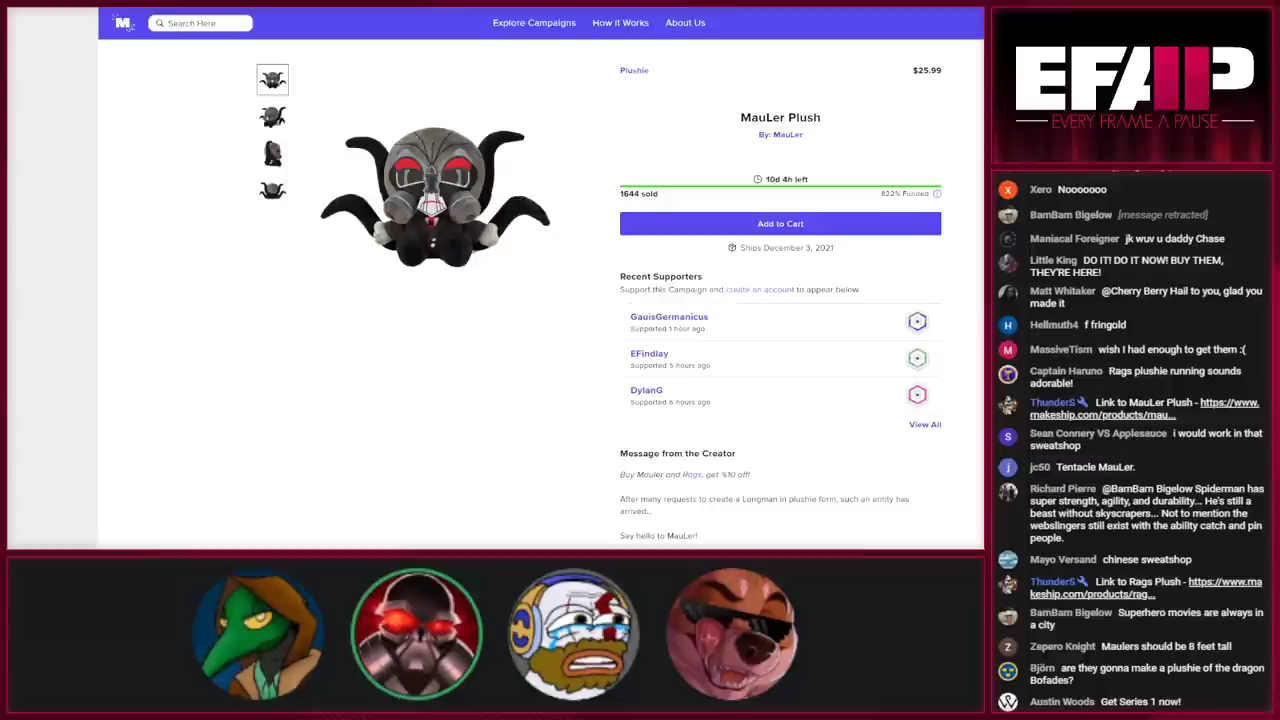 M
Search Here
Explore Campaigns
How it Works
About Us
Plushie
$25.99
MauLer Plush
By: MauLer
10d 4h left
1644 sold
822% Funded
Add to Cart
Ships December 3, 2021
Recent Supporters
Support this Campaign and create an account to appear below.
GauisGermanicus
Supported 1 hour ago
EFindlay
Supported 5 hours ago
DylanG
Supported 6 hours ago
View All
Message from the Creator
Buy Mauler and Rags, get %10 off!
After many requests to create a Longman in plushie form, such an entity has
arrived...
Say hello to MauLer!
EFAP
EVERY FRAME A PAUSE
Xero Nooooooo
BamBam Bigelow [message retracted]
Maniacal Foreigner jk wuv u daddy Chase
Little King DO IT! DO IT NOW! BUY THEM,
THEY'RE HERE!
Matt Whitaker @Cherry Berry Hail to you, glad you
made it
Hellmuth4 f fringold
MassiveTism wish I had enough to get them :(
Captain Haruno Rags plushie running sounds
adorable!
ThunderS Link to MauLer Plush - https://www.
makeship.com/products/mau...
Sean Connery VS Applesauce i would work in that
sweatshop
jc50 Tentacle MauLer.
Richard Pierre @BamBam Bigelow Spiderman has
super strength, agility, and durability... He's still a
beast without skyscrapers... Not to mention the
webslingers still exist with the ability catch and pin
people.
Mayo Versand chinese sweatshop
ThunderS Link to Rags Plush - https://www.ma
keship.com/products/rag...
BamBam Bigelow Superhero movies are always in
a city
Zepero Knight Maulers should be 8 feet tall
Björn are they gonna make a plushie of the dragon
Bofades?
Austin Woods Get Series 1 now!